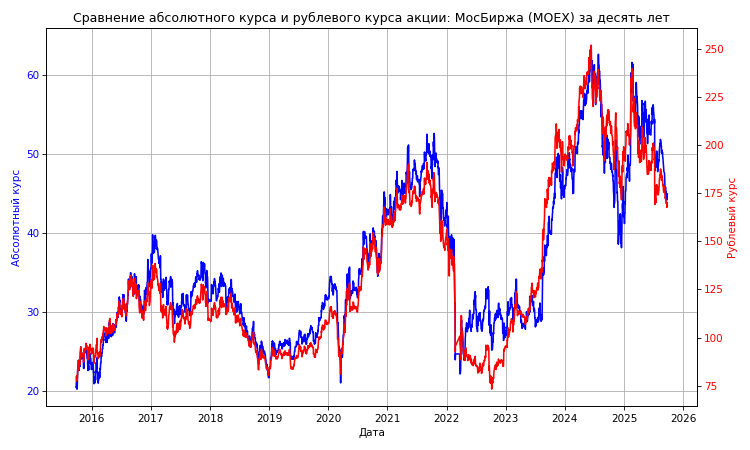 Сравнение абсолютного курса и рублевого курса акции: МосБиржа (MOEX) за десять лет
Абсолютный курс
60
50
40
30
20
250
225
200
175
150
125
100
75
Рублевый курс
2016 2017 2018 2019 2020 2021 2022 2023 2024 2025 2026
Дата